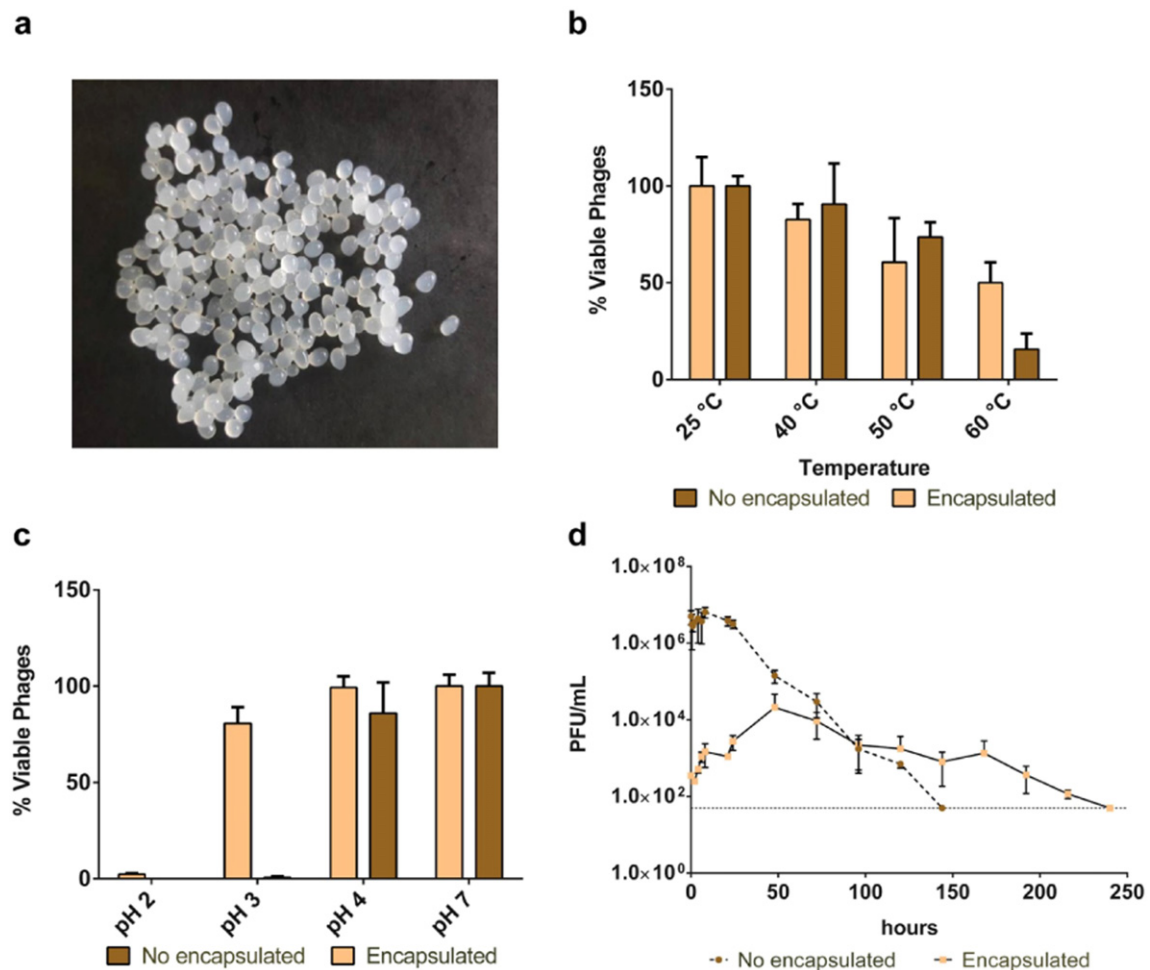 a
b
150
100
50
0
% Viable Phages
25 °C
40 °C
50 °C
60 °C
Temperature
No encapsulated
Encapsulated
c
150
100
50
0
% Viable Phages
pH 2
pH 3
pH 4
pH 7
No encapsulated
Encapsulated
d
1.0×10⁸
1.0×10⁶
1.0×10⁴
1.0×10²
1.0×10⁰
PFU/mL
0
50
100
150
200
250
hours
No encapsulated
Encapsulated